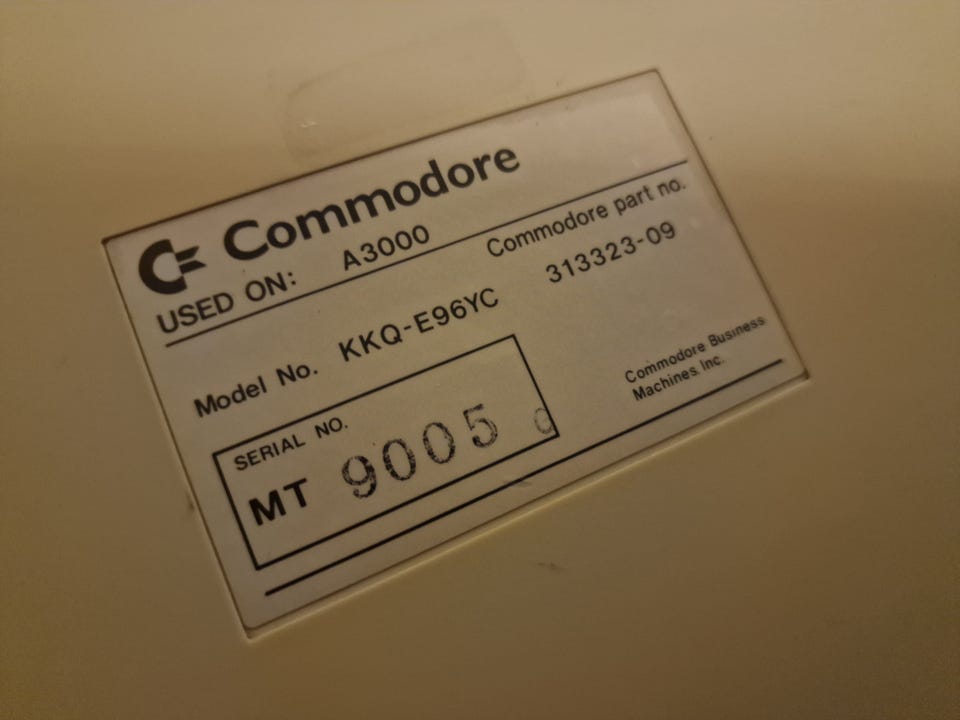 Commodore
USED ON: A3000
Commodore part no.
Model No. KKQ-E96YC 313323-09
SERIAL NO.
MT 9005
Commodore Business
Machines, Inc.